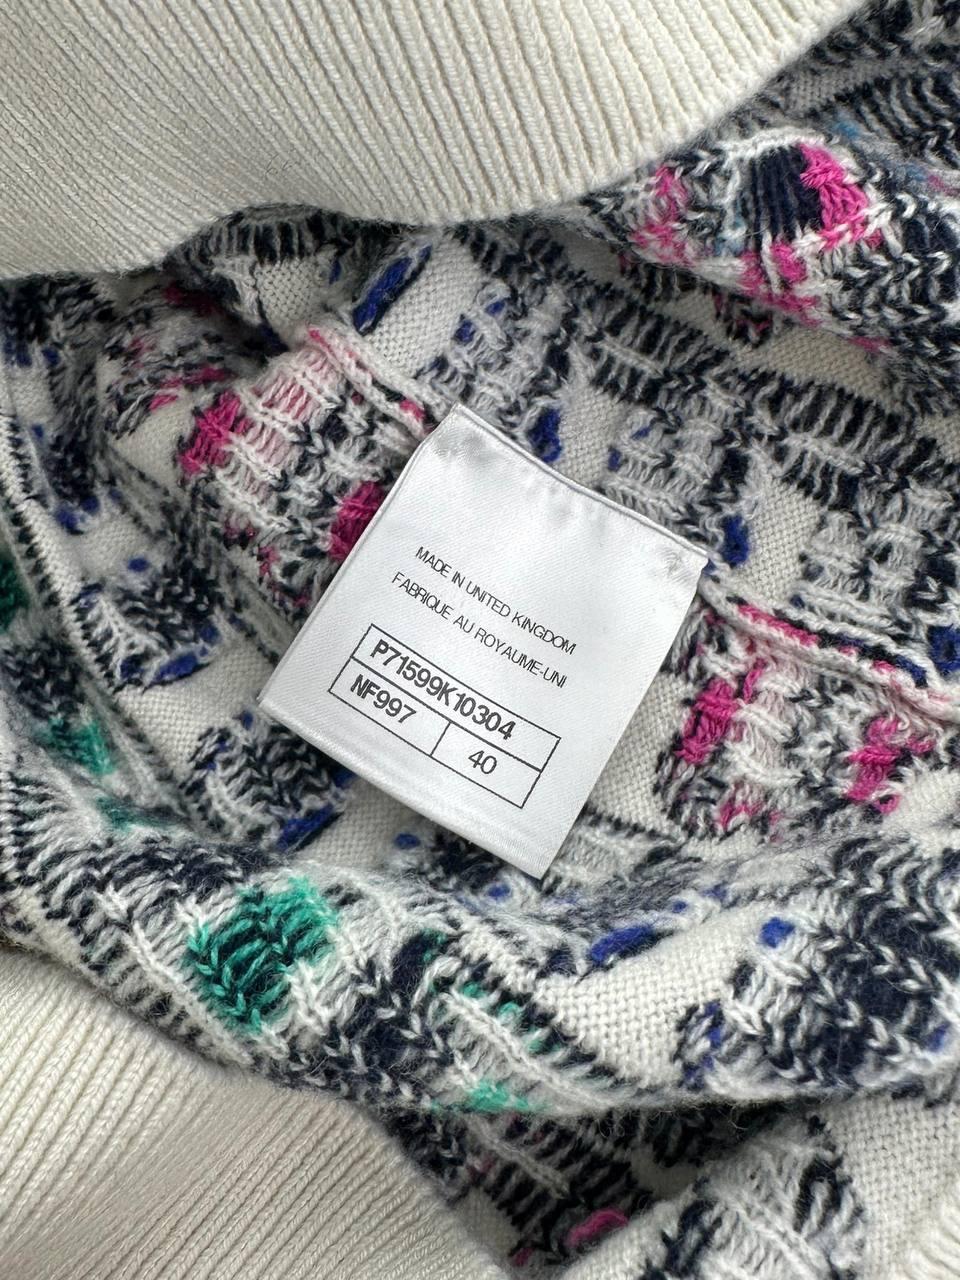 MADE IN UNITED KINGDOM
FABRIQUE AU ROYAUME-UNI
P71599K10304
NF997 40